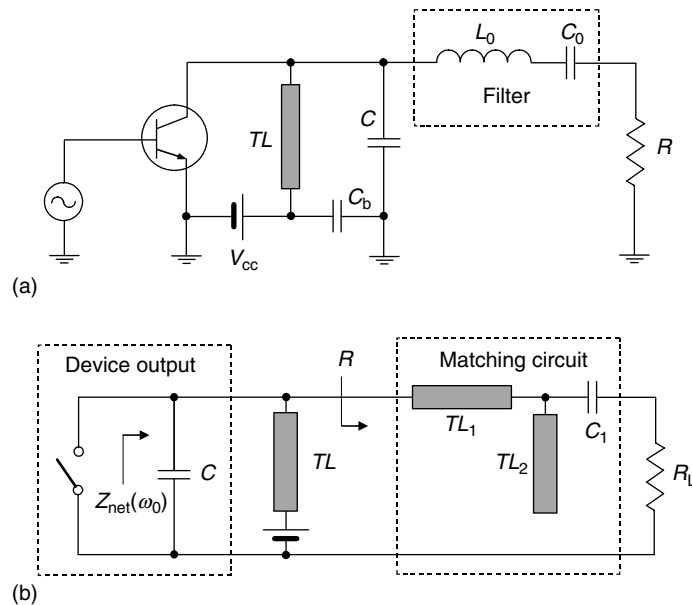 L0
C0
Filter
TL
C
R
Cb
Vcc
(a)
Device output
R
Matching circuit
TL1
C1
TL2
TL
C
Znet(ω0)
RL
(b)